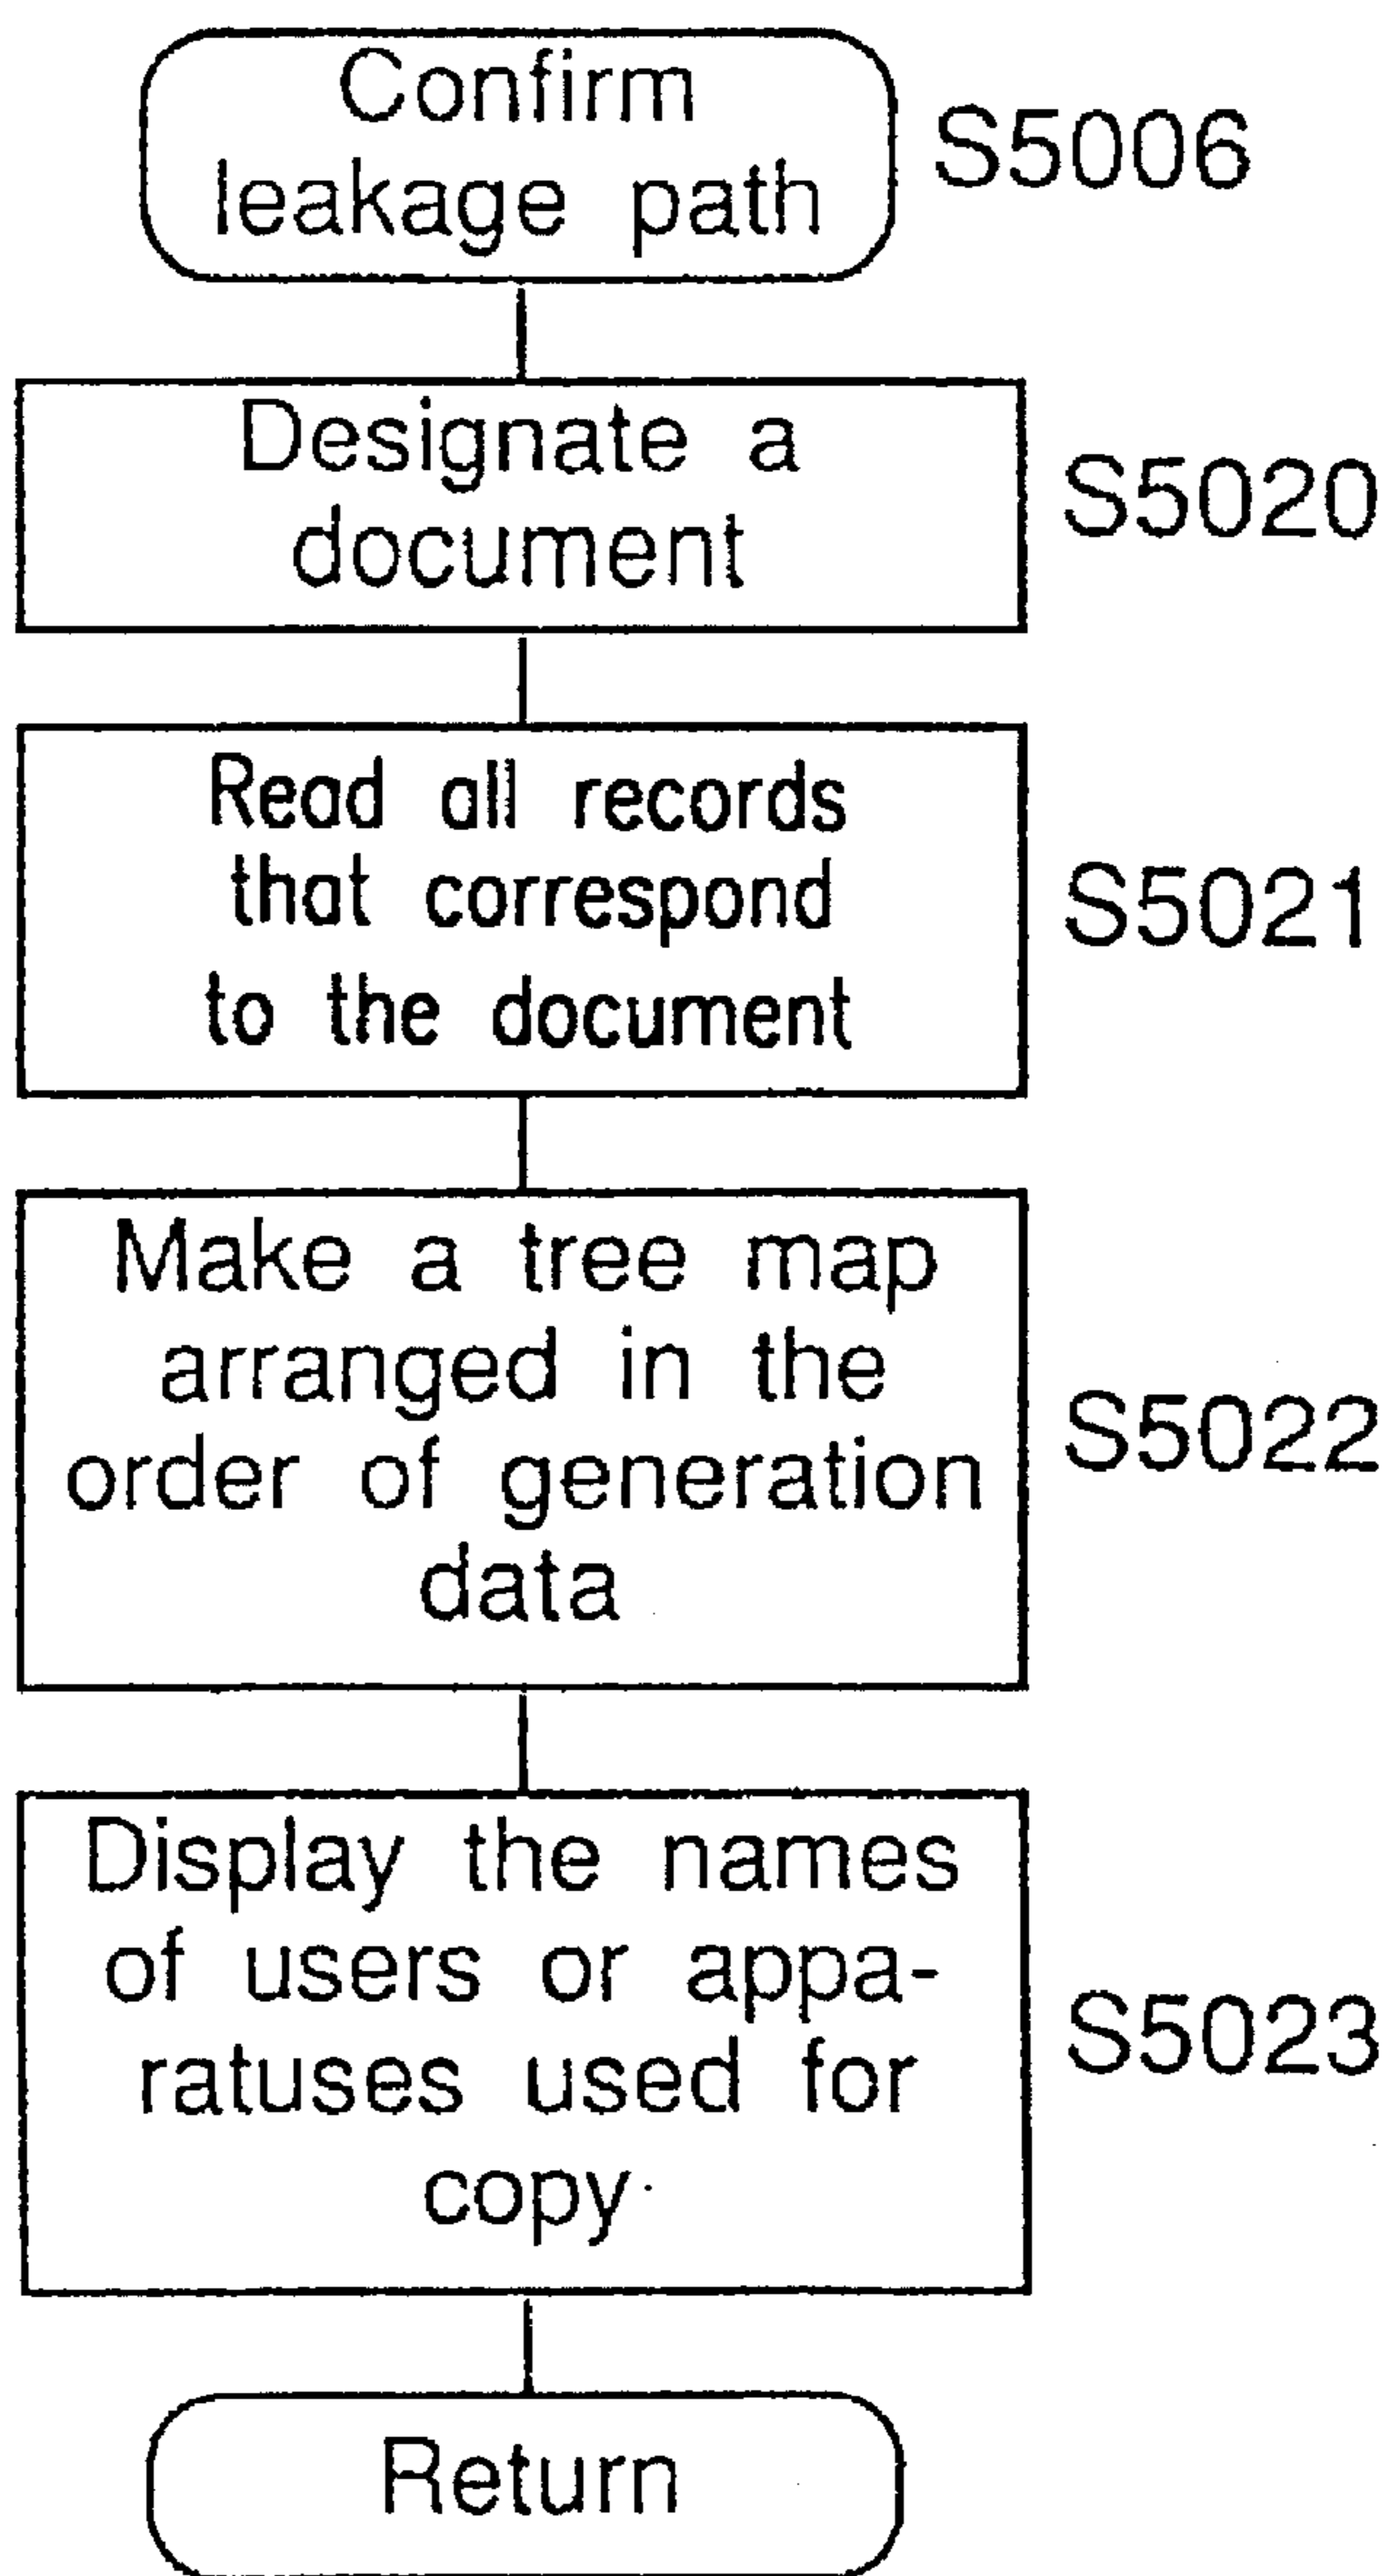 Confirm
leakage path
S5006
Designate a
document
S5020
Read all records
that correspond
to the document
S5021
Make a tree map
arranged in the
order of generation
data
S5022
Display the names
of users or appa-
ratuses used for
copy
S5023
Return